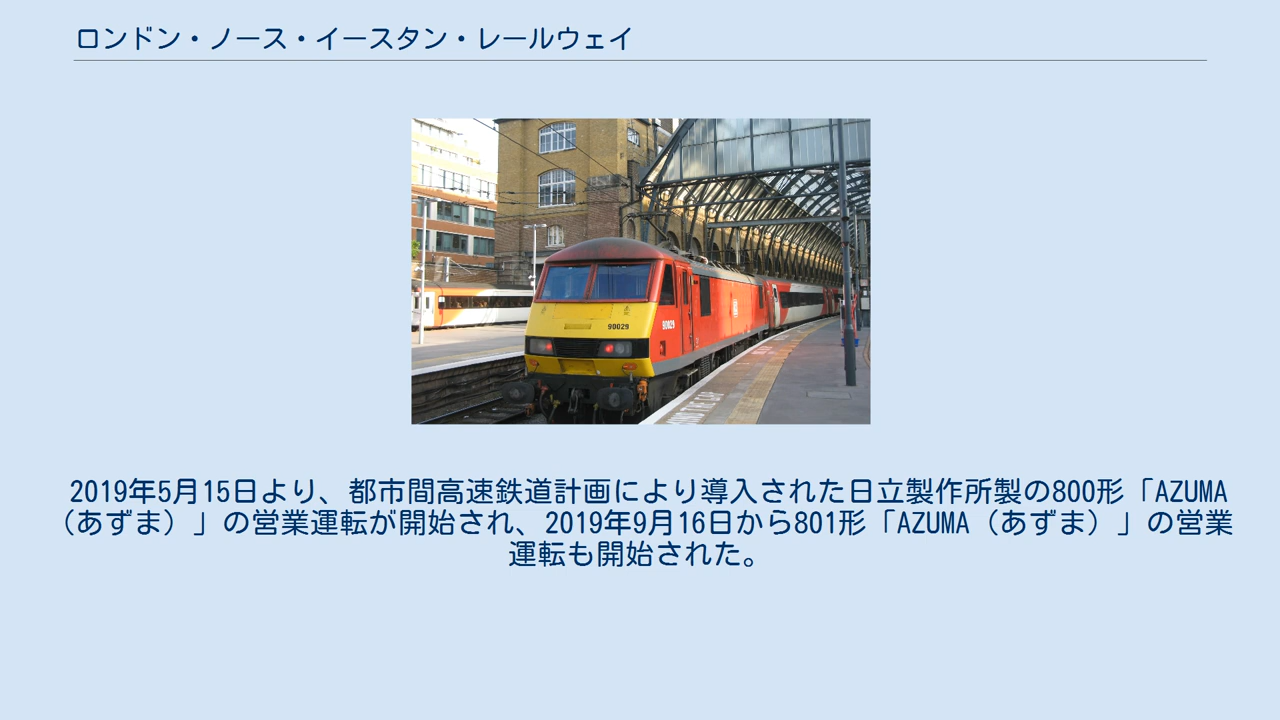 ロンドン・ノース・イースタン・レールウェイ
90029
90029
MIND THE GAP
2019年5月15日より、都市間高速鉄道計画により導入された日立製作所製の800形「AZUMA
（あずま）」の営業運転が開始され、2019年9月16日から801形「AZUMA（あずま）」の営業
運転も開始された。